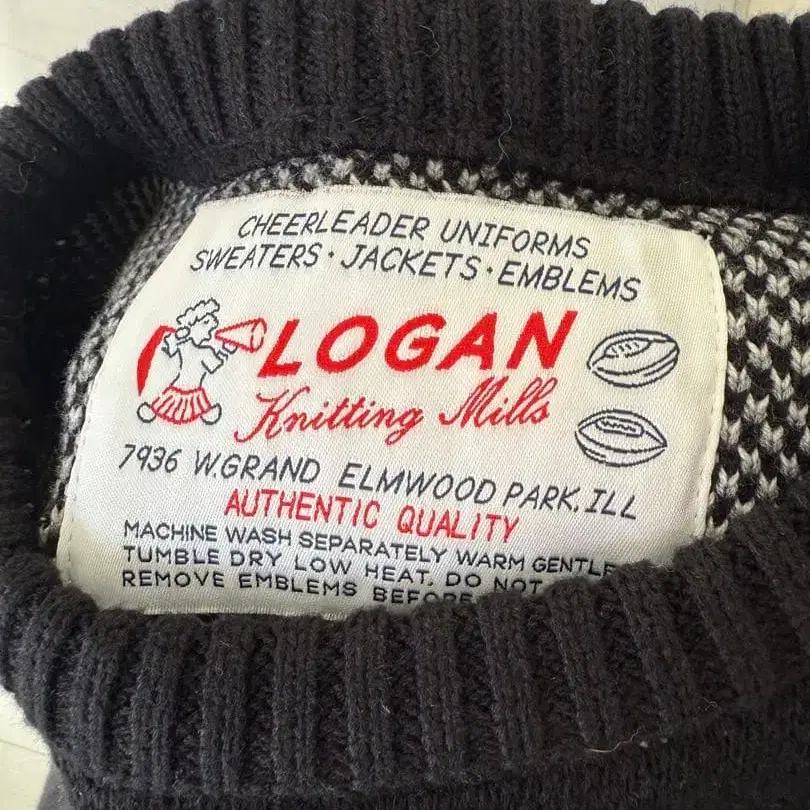 CHEERLEADER UNIFORMS
SWEATERS · JACKETS · EMBLEMS
LOGAN
Knitting Mills
7936 W.GRAND ELMWOOD PARK, ILL
AUTHENTIC QUALITY
MACHINE WASH SEPARATELY WARM GENTLE
TUMBLE DRY LOW HEAT. DO NOT
REMOVE EMBLEMS BEFORE